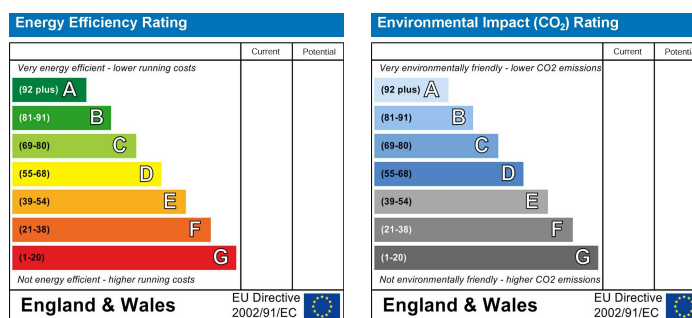 Energy Efficiency Rating
Current Potential
Very energy efficient - lower running costs
(92 plus) A
(81-91) B
(69-80) C
(55-68) D
(39-54) E
(21-38) F
(1-20) G
Not energy efficient - higher running costs
England & Wales
EU Directive
2002/91/EC
Environmental Impact (CO₂) Rating
Current Potential
Very environmentally friendly - lower CO2 emissions
(92 plus) A
(81-91) B
(69-80) C
(55-68) D
(39-54) E
(21-38) F
(1-20) G
Not environmentally friendly - higher CO2 emissions
England & Wales
EU Directive
2002/91/EC